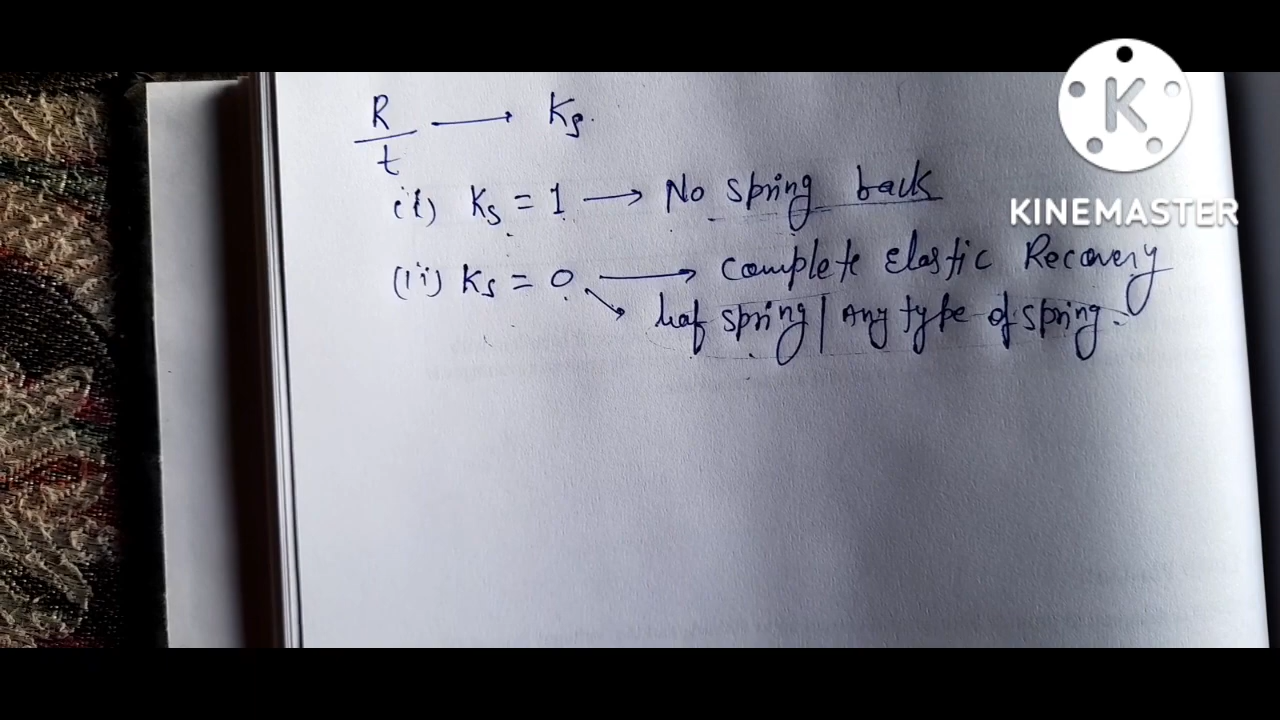 R/t → Ks.
(i) Ks = 1 → No spring back
(ii) Ks = 0 → complete Elastic Recovery
→ leaf spring | Any type of spring.
K
KINEMASTER